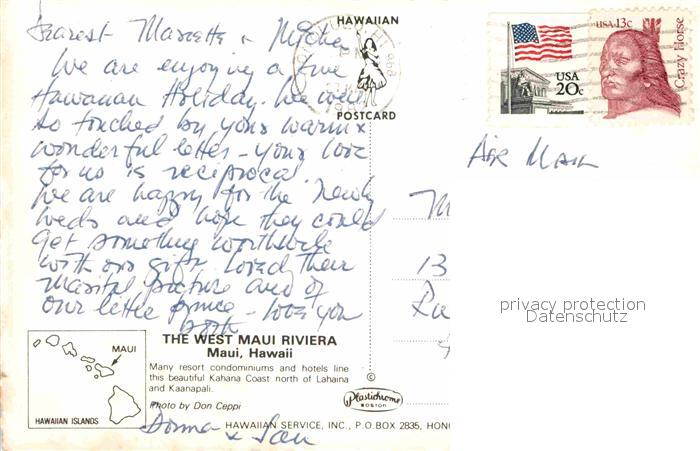 HAWAIIAN
POSTCARD
USA
20c
USA 13c
Crazy Horse
Air Mail
Dearest Marcette &
We are enjoying a fine
Hawaiian Holiday. We were
so touched by your warm &
wonderful letter - your love
for us is reciprocal.
We are happy for the newly
weds and hope they could
get something worthwhile
with our gift. Loved their
marital picture and of
our little prince - love you
both
Donna
&
M
13
privacy protection
Datenschutz
THE WEST MAUI RIVIERA
Maui, Hawaii
Many resort condominiums and hotels line
this beautiful Kahana Coast north of Lahaina
and Kaanapali.
Photo by Don Ceppi
MAUI
HAWAIIAN ISLANDS
©
Plastichrome
BOSTON
HAWAIIAN SERVICE, INC., P.O. BOX 2835, HON